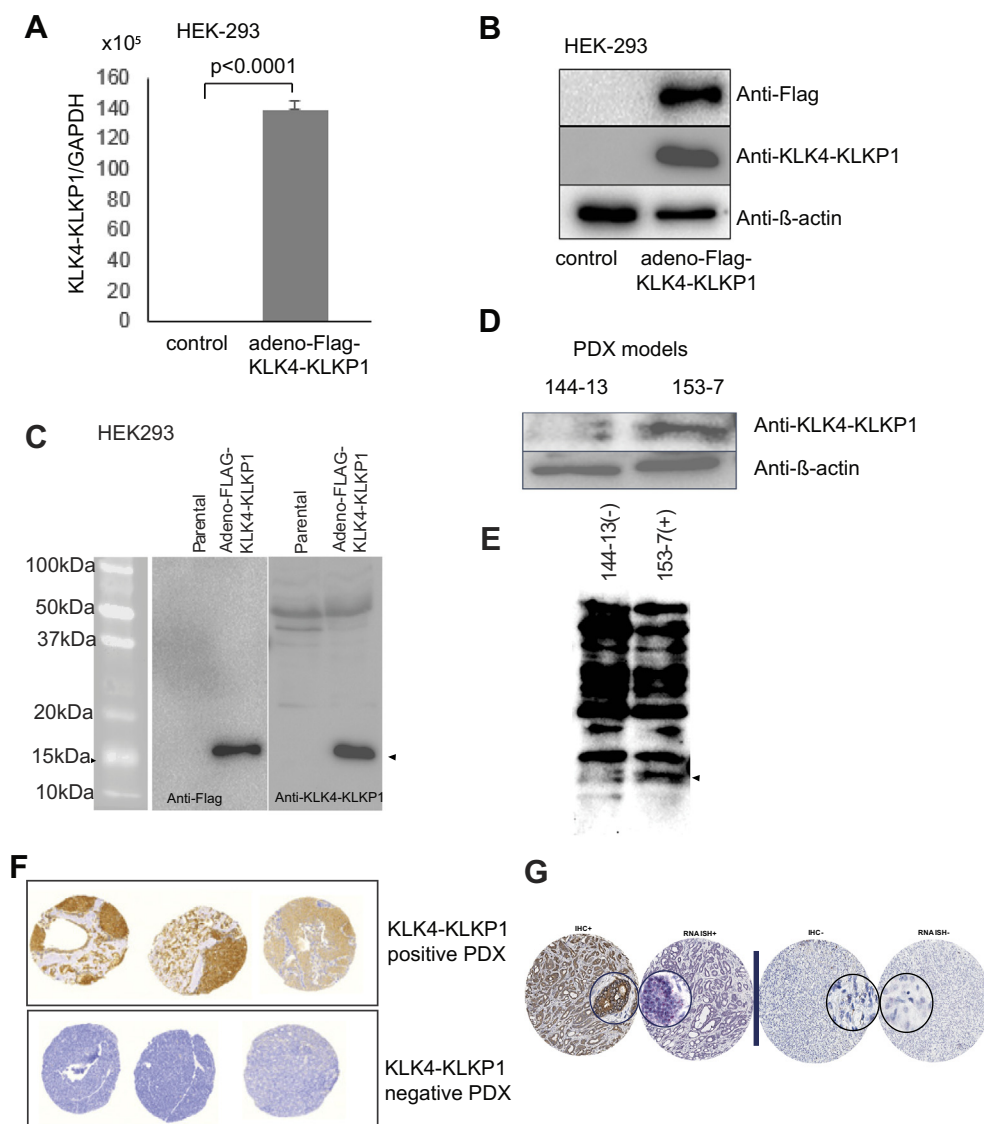 A
HEK-293
x10⁵
p<0.0001
KLK4-KLKP1/GAPDH
160
140
120
100
80
60
40
20
0
control
adeno-Flag-
KLK4-KLKP1
B
HEK-293
Anti-Flag
Anti-KLK4-KLKP1
Anti-ß-actin
control
adeno-Flag-
KLK4-KLKP1
C
HEK293
Parental
Adeno-FLAG-
KLK4-KLKP1
Parental
Adeno-FLAG-
KLK4-KLKP1
100kDa
50kDa
37kDa
20kDa
15kDa
10kDa
Anti-Flag
Anti-KLK4-KLKP1
D
PDX models
144-13
153-7
Anti-KLK4-KLKP1
Anti-ß-actin
E
144-13(-)
153-7(+)
F
KLK4-KLKP1
positive PDX
KLK4-KLKP1
negative PDX
G
IHC+
RNA ISH+
IHC-
RNA ISH-